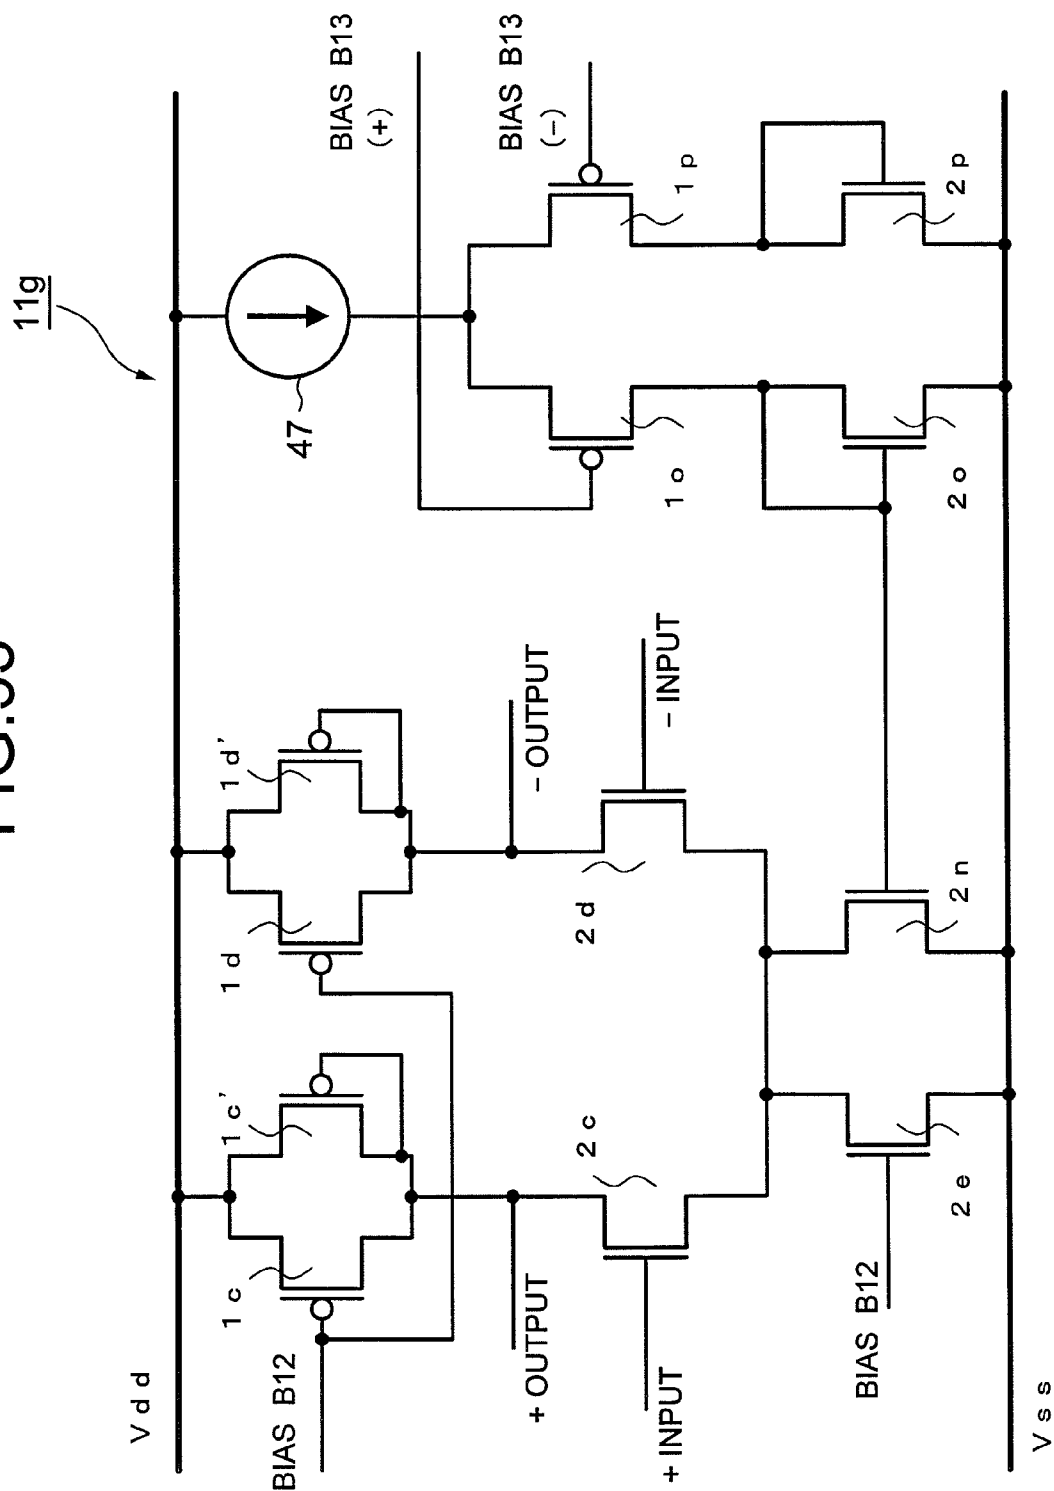 11g
Vdd
BIAS B12
1c
1c'
1d
1d'
47
BIAS B13
(+)
BIAS B13
(−)
+ OUTPUT
− OUTPUT
1o
1p
+ INPUT
2c
2d
− INPUT
BIAS B12
2e
2n
2o
2p
Vss